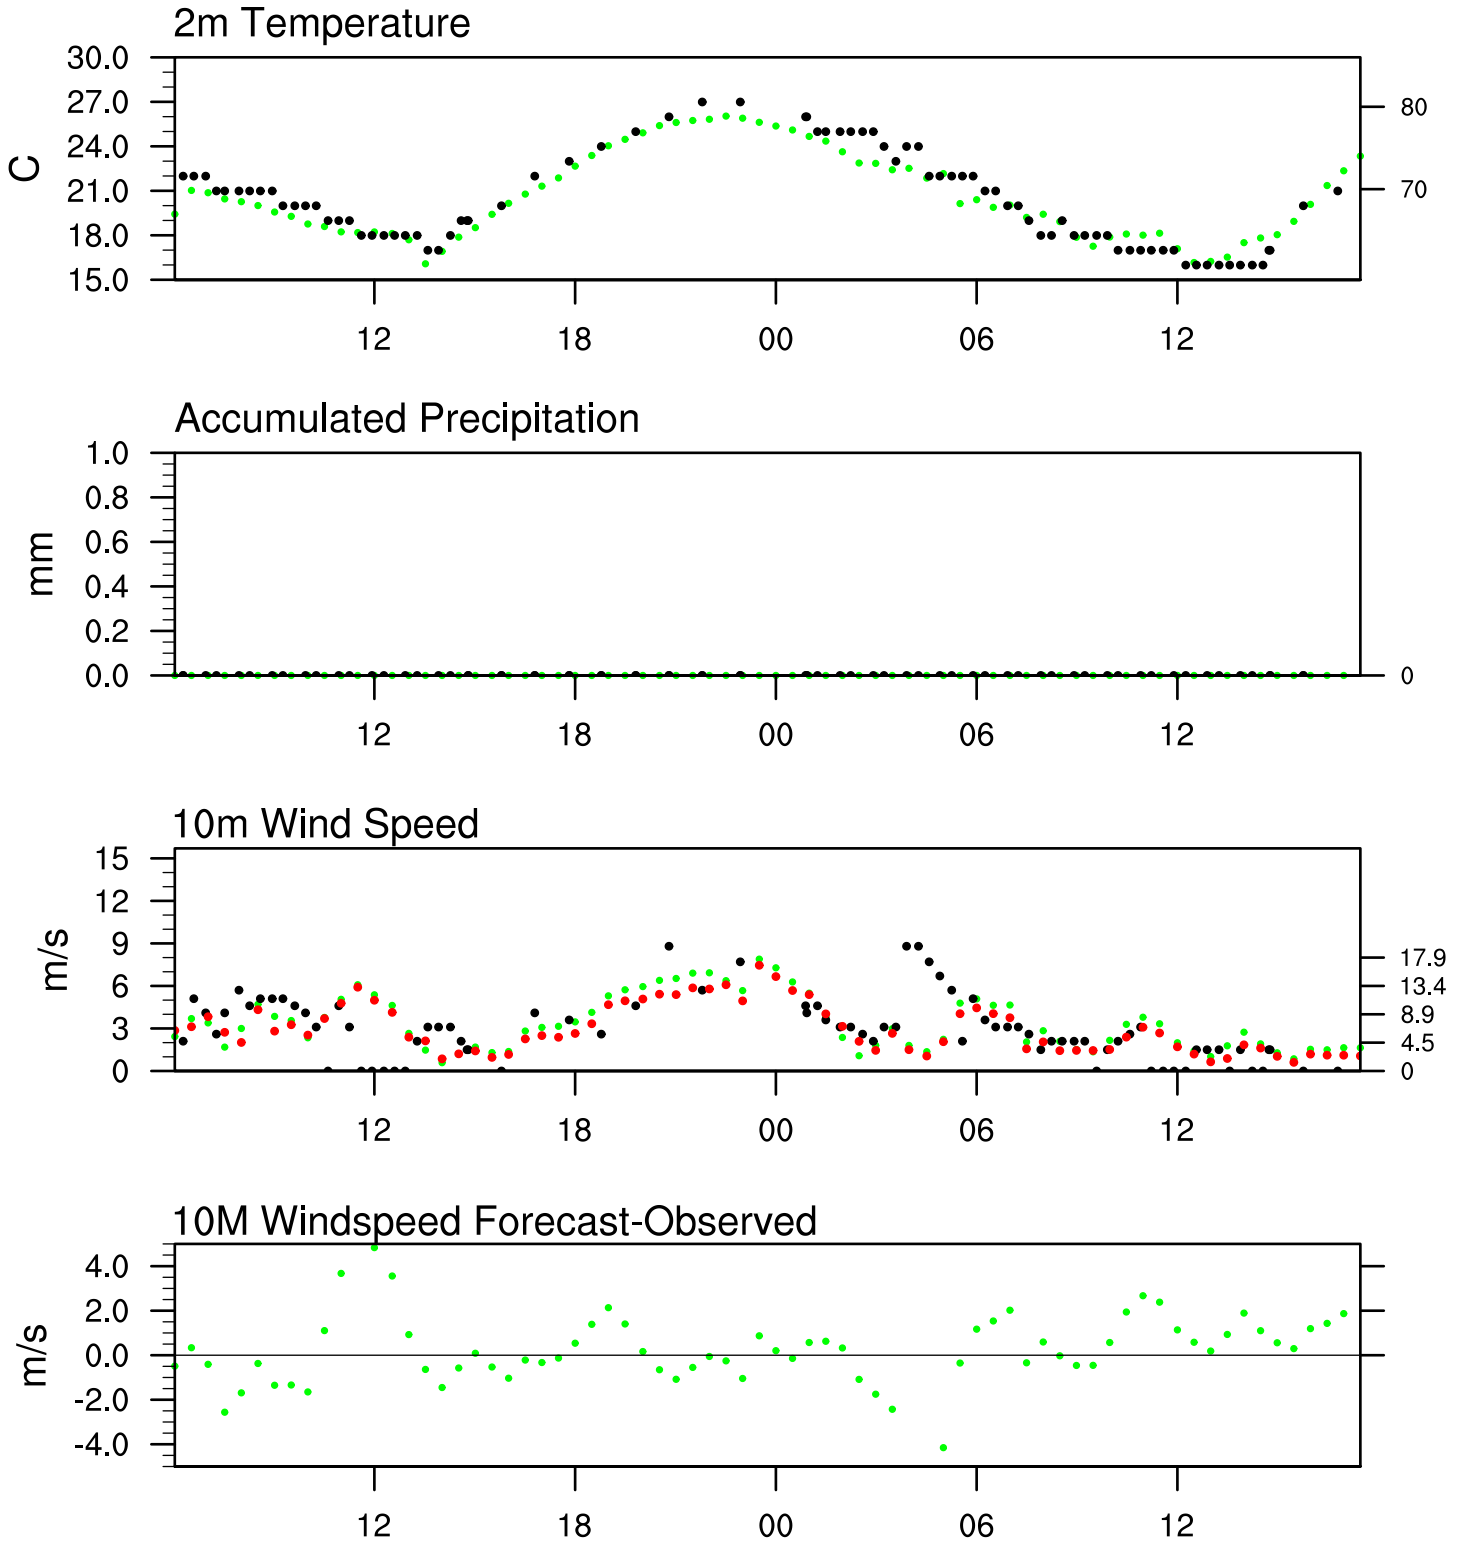 2m Temperature
30.0
27.0
24.0
21.0
18.0
15.0
C
80
70
12 18 00 06 12
Accumulated Precipitation
1.0
0.8
0.6
0.4
0.2
0.0
mm
0
12 18 00 06 12
10m Wind Speed
15
12
9
6
3
0
m/s
17.9
13.4
8.9
4.5
0
12 18 00 06 12
10M Windspeed Forecast-Observed
4.0
2.0
0.0
-2.0
-4.0
m/s
12 18 00 06 12